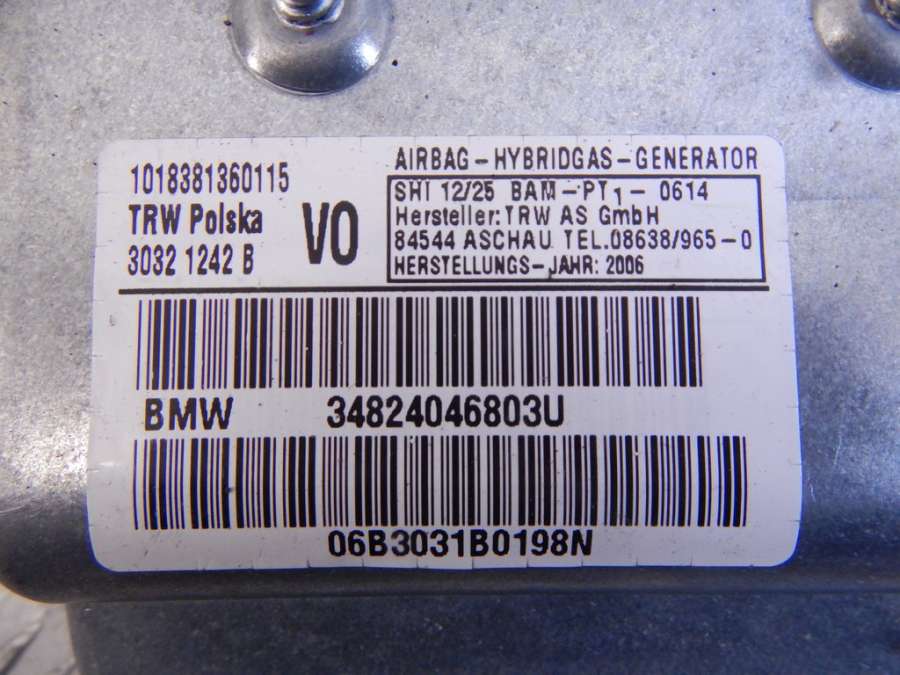 1018381360115
TRW Polska
3032 1242 B
VO
AIRBAG-HYBRIDGAS-GENERATOR
SHI 12/25 BAM-PT1- 0614
Hersteller: TRW AS GmbH
84544 ASCHAU TEL.08638/965-0
HERSTELLUNGS-JAHR: 2006
BMW 34824046803U
06B3031B0198N